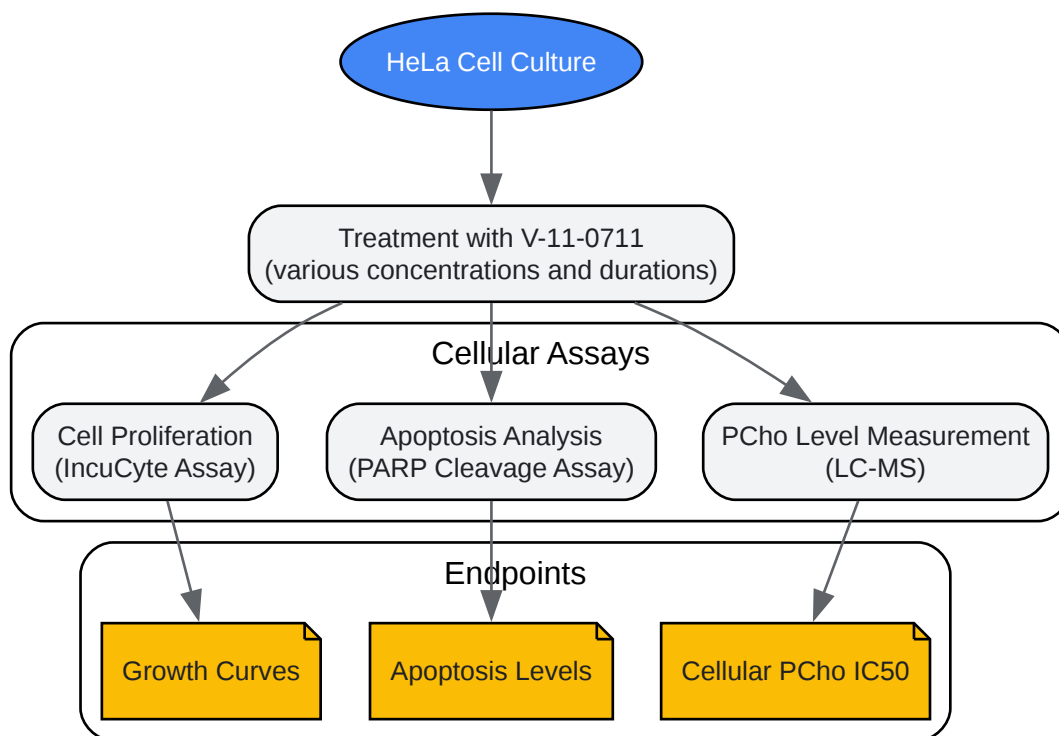 HeLa Cell Culture
Treatment with V-11-0711
(various concentrations and durations)
Cellular Assays
Cell Proliferation
(IncuCyte Assay)
Apoptosis Analysis
(PARP Cleavage Assay)
PCho Level Measurement
(LC-MS)
Endpoints
Growth Curves
Apoptosis Levels
Cellular PCho IC50